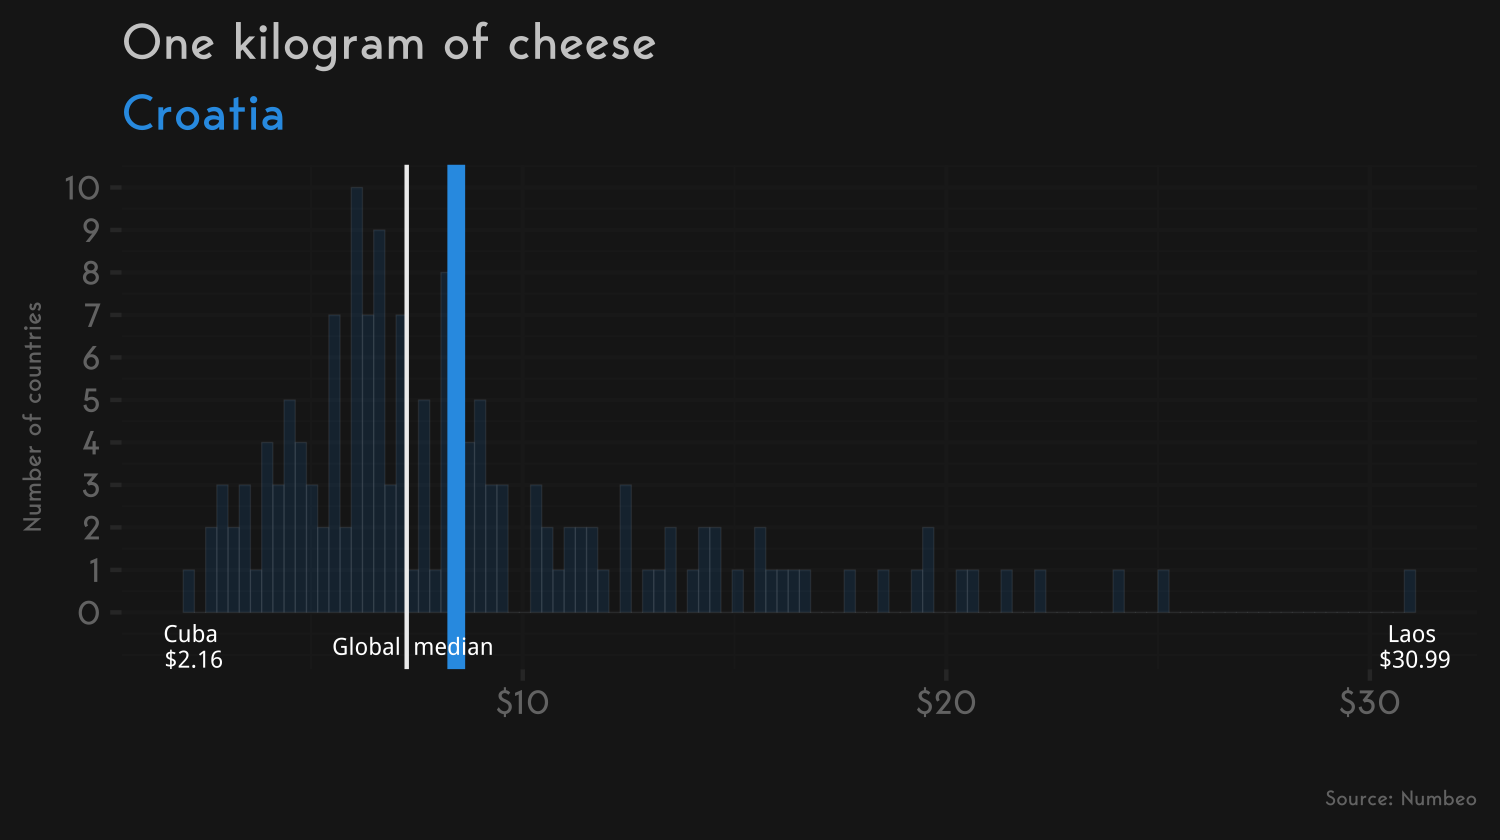 One kilogram of cheese
Croatia
Number of countries
10
9
8
7
6
5
4
3
2
1
0
Cuba
$2.16
Global median
Laos
$30.99
$10
$20
$30
Source: Numbeo